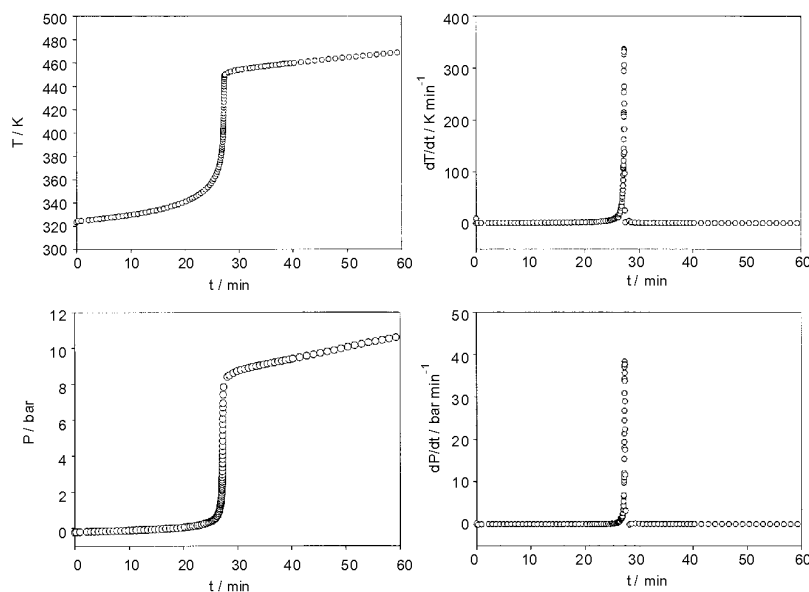 500
480
460
440
420
400
380
360
340
320
300
T / K
0 10 20 30 40 50 60
t / min
400
300
200
100
0
dT/dt / K min⁻¹
0 10 20 30 40 50 60
t / min
12
10
8
6
4
2
0
P / bar
0 10 20 30 40 50 60
t / min
50
40
30
20
10
0
dP/dt / bar min⁻¹
0 10 20 30 40 50 60
t / min